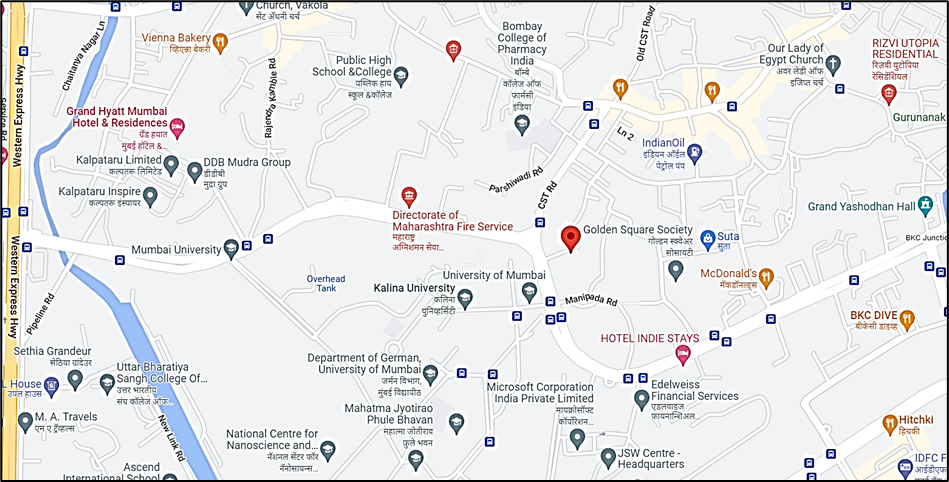 Church, Vakola
सेंट अँथनी चर्च
Chaitanya Nagar Ln
Vienna Bakery
व्हिएन्ना बेकरी
Western Express Hwy
Rajendra Kamble Rd
Public High
School &College
पब्लिक हाय
स्कूल &कॉलेज
Bombay
College of
Pharmacy
India
बॉम्बे
कॉलेज ऑफ
फार्मसी
इंडिया
Old CST Road
Our Lady of
Egypt Church
अवर लेडी ऑफ
इजिप्त चर्च
RIZVI UTOPIA
RESIDENTIAL
रिज़वी यूटोपिया
रेसिडेंशियल
Gurunanak
Grand Hyatt Mumbai
Hotel & Residences
ग्रँड हयात
मुंबई हॉटेल &...
Kalpataru Limited
कल्पतरू लिमिटेड
DDB Mudra Group
डीडीबी
मुद्रा ग्रुप
Kalpataru Inspire
कल्पतरू इंस्पायर
Ln 2
IndianOil
इंडियन ऑईल
पेट्रोल पंप
Parshiwadi Rd
CST Rd
Directorate of
Maharashtra Fire Service
महाराष्ट्र
अग्निशमन सेवा...
Golden Square Society
गोल्डन स्क्वेअर
सोसायटी
Suta
सुता
Grand Yashodhan Hall
BKC Junctio
Mumbai University
Western Express Hwy
Overhead
Tank
Kalina University
कलिना
युनिव्हर्सिटी
University of Mumbai
Manipada Rd
McDonald's
मॅकडॉनल्ड्स
BKC DIVE
बीकेसी डाइव्ह
Pipeline Rd
HOTEL INDIE STAYS
Sethia Grandeur
सेठिया ग्रांदेउर
L House
उपल हाउस
Uttar Bharatiya
Sangh College Of...
उत्तर भारतीय
संघ कॉलेज ऑफ...
Department of German,
University of Mumbai
जर्मन विभाग,
मुंबई विद्यापीठ
Microsoft Corporation
India Private Limited
मायक्रोसॉफ्ट
कॉर्पोरेशन...
Edelweiss
Financial Services
एडलवाइज
फायनान्शिअल...
M. A. Travels
एम ए ट्रॅव्हल्स
New Link Rd
Mahatma Jyotirao
Phule Bhavan
महात्मा जोतीराव
फुले भवन
National Centre for
Nanoscience and...
नॅशनल सेंटर फॉर
नॅनोसायन्स...
JSW Centre -
Headquarters
Hitchki
हिचकी
IDFC F
Ascend
International School